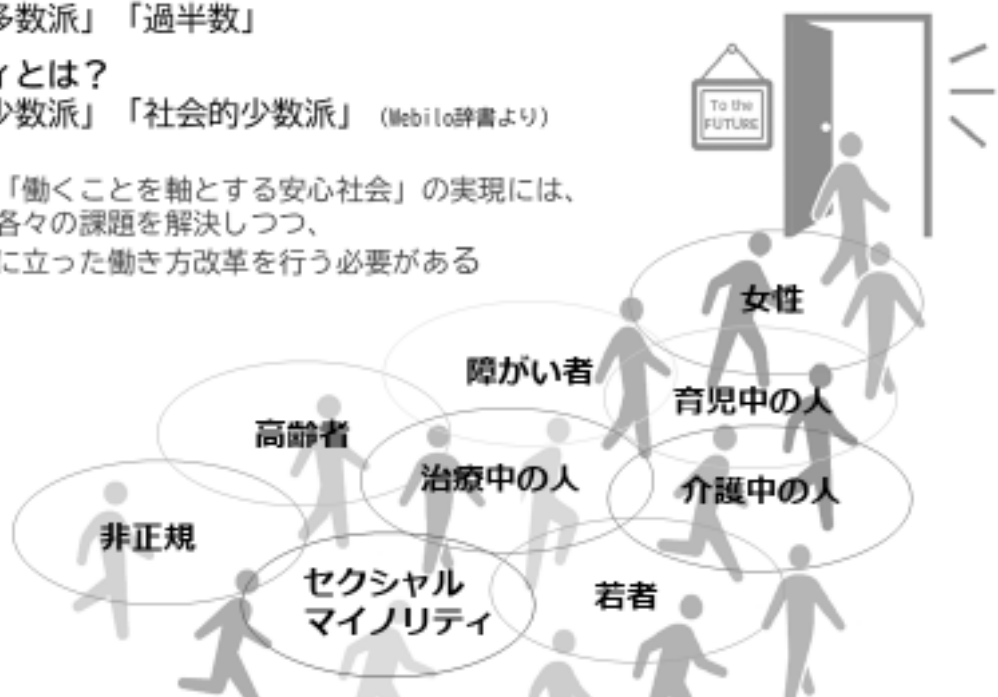 多数派」「過半数」
ィとは？
少数派」「社会的少数派」（Webilo辞書より）
「働くことを軸とする安心社会」の実現には、
各々の課題を解決しつつ、
に立った働き方改革を行う必要がある
To the
FUTURE
女性
障がい者
育児中の人
高齢者
治療中の人
介護中の人
非正規
セクシャル
マイノリティ
若者